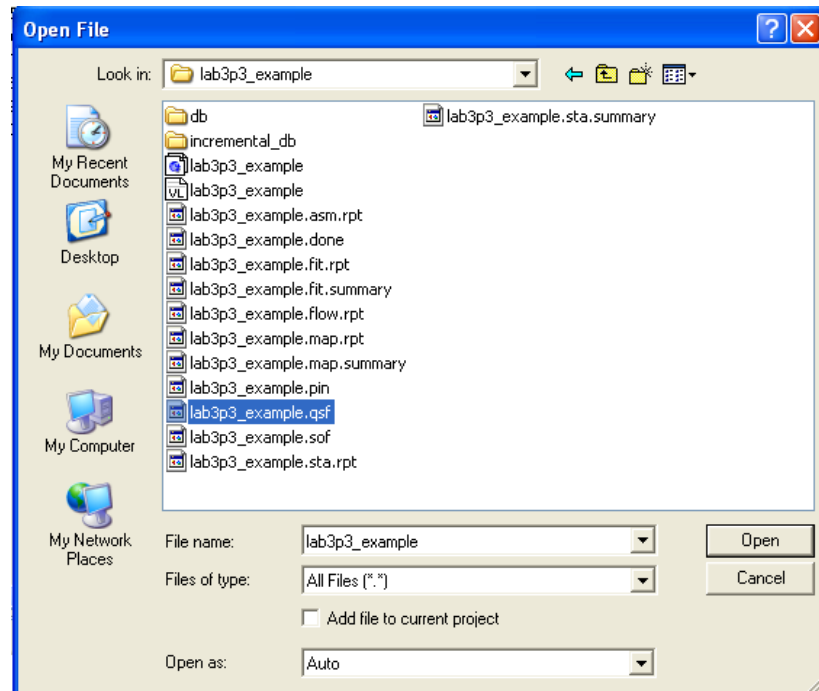 Open File
Look in:
lab3p3_example
My Recent
Documents
Desktop
My Documents
My Computer
My Network
Places
db
incremental_db
lab3p3_example
VL
lab3p3_example
lab3p3_example.asm.rpt
lab3p3_example.done
lab3p3_example.fit.rpt
lab3p3_example.fit.summary
lab3p3_example.flow.rpt
lab3p3_example.map.rpt
lab3p3_example.map.summary
lab3p3_example.pin
lab3p3_example.qsf
lab3p3_example.sof
lab3p3_example.sta.rpt
lab3p3_example.sta.summary
File name:
lab3p3_example
Open
Files of type:
All Files (*.*)
Cancel
Add file to current project
Open as:
Auto